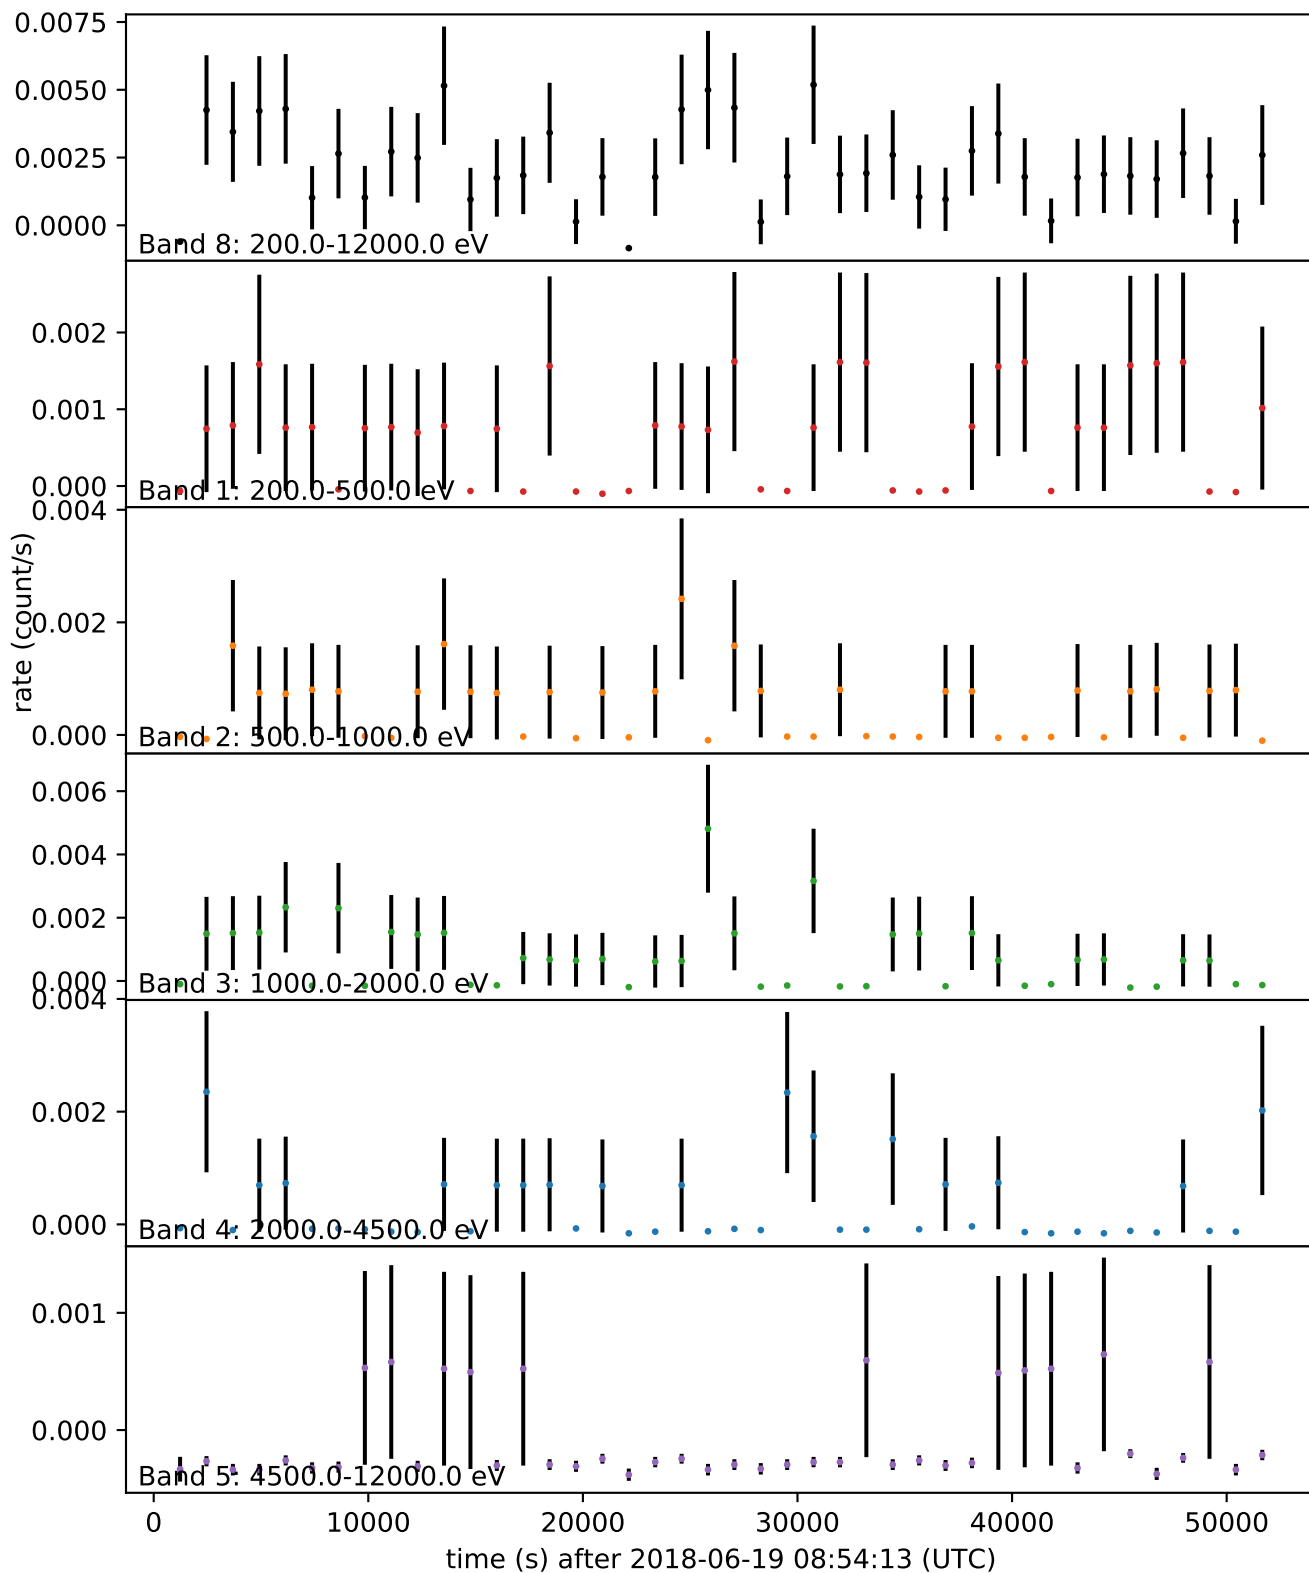 0.0075
0.0050
0.0025
0.0000
Band 8: 200.0-12000.0 eV
0.002
0.001
0.000
Band 1: 200.0-500.0 eV
0.004
0.002
0.000
Band 2: 500.0-1000.0 eV
rate (count/s)
0.006
0.004
0.002
0.000
Band 3: 1000.0-2000.0 eV
0.004
0.002
0.000
Band 4: 2000.0-4500.0 eV
0.001
0.000
Band 5: 4500.0-12000.0 eV
0 10000 20000 30000 40000 50000
time (s) after 2018-06-19 08:54:13 (UTC)